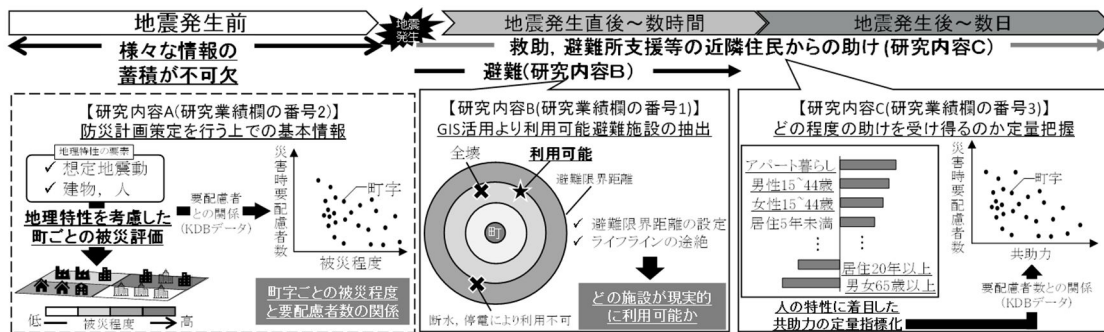 地震発生前
地震
発生
地震発生直後～数時間
地震発生後～数日
様々な情報の
蓄積が不可欠
救助，避難所支援等の近隣住民からの助け(研究内容C)
避難(研究内容B)
【研究内容A(研究業績欄の番号2)】
防災計画策定を行う上での基本情報
地理特性の要素
✓ 想定地震動
✓ 建物，人
地理特性を考慮した
町ごとの被災評価
低
被災程度
高
要配慮者
との関係
(KDBデータ)
災害時要配慮者数
町字
被災程度
町字ごとの被災程度
と要配慮者数の関係
【研究内容B(研究業績欄の番号1)】
GIS活用より利用可能避難施設の抽出
全壊
利用可能
避難限界距離
町
✓ 避難限界距離の設定
✓ ライフラインの途絶
断水，停電により利用不可
どの施設が現実的
に利用可能か
【研究内容C(研究業績欄の番号3)】
どの程度の助けを受け得るのか定量把握
アパート暮らし
男性15~44歳
女性15~44歳
居住5年未満
居住20年以上
男女65歳以上
人の特性に着目した
共助力の定量指標化
災害時要配慮者数
町字
共助力
要配慮者数との関係
(KDBデータ)